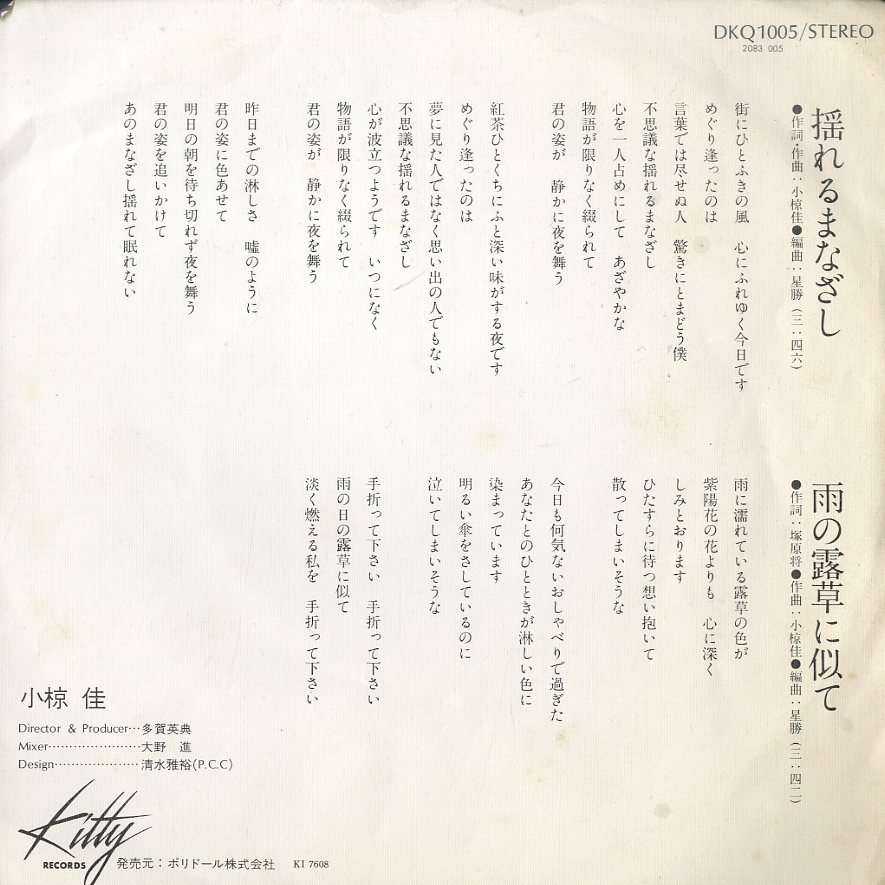 DKQ1005/STEREO
2083 005
揺れるまなざし
●作詞・作曲：小椋佳●編曲：星勝（三：四六）
街にひとふきの風　心にふれゆく今日です
めぐり逢ったのは
言葉では尽せぬ人　驚きにとまどう僕
不思議な揺れるまなざし
心を一人占めにして　あざやかな
物語が限りなく綴られて
君の姿が　静かに夜を舞う
紅茶ひとくちにふと深い味がする夜です
めぐり逢ったのは
夢に見た人ではなく思い出の人でもない
不思議な揺れるまなざし
心が波立つようです　いつになく
物語が限りなく綴られて
君の姿が　静かに夜を舞う
昨日までの淋しさ　嘘のように
君の姿に色あせて
明日の朝を待ち切れず夜を舞う
君の姿を追いかけて
あのまなざし揺れて眠れない
雨の露草に似て
●作詞：塚原将●作曲：小椋佳●編曲：星勝（三：四二）
雨に濡れている露草の色が
紫陽花の花よりも　心に深く
しみとおります
ひたすらに待つ想い抱いて
散ってしまいそうな
今日も何気ないおしゃべりで過ぎた
あなたとのひとときが淋しい色に
染まっています
明るい傘をさしているのに
泣いてしまいそうな
手折って下さい　手折って下さい
雨の日の露草に似て
淡く燃える私を　手折って下さい
小椋 佳
Director & Producer…多賀英典
Mixer……………………大野　進
Design…………………清水雅裕(P.C.C)
Kitty
RECORDS
発売元：ポリドール株式会社　KI 7608